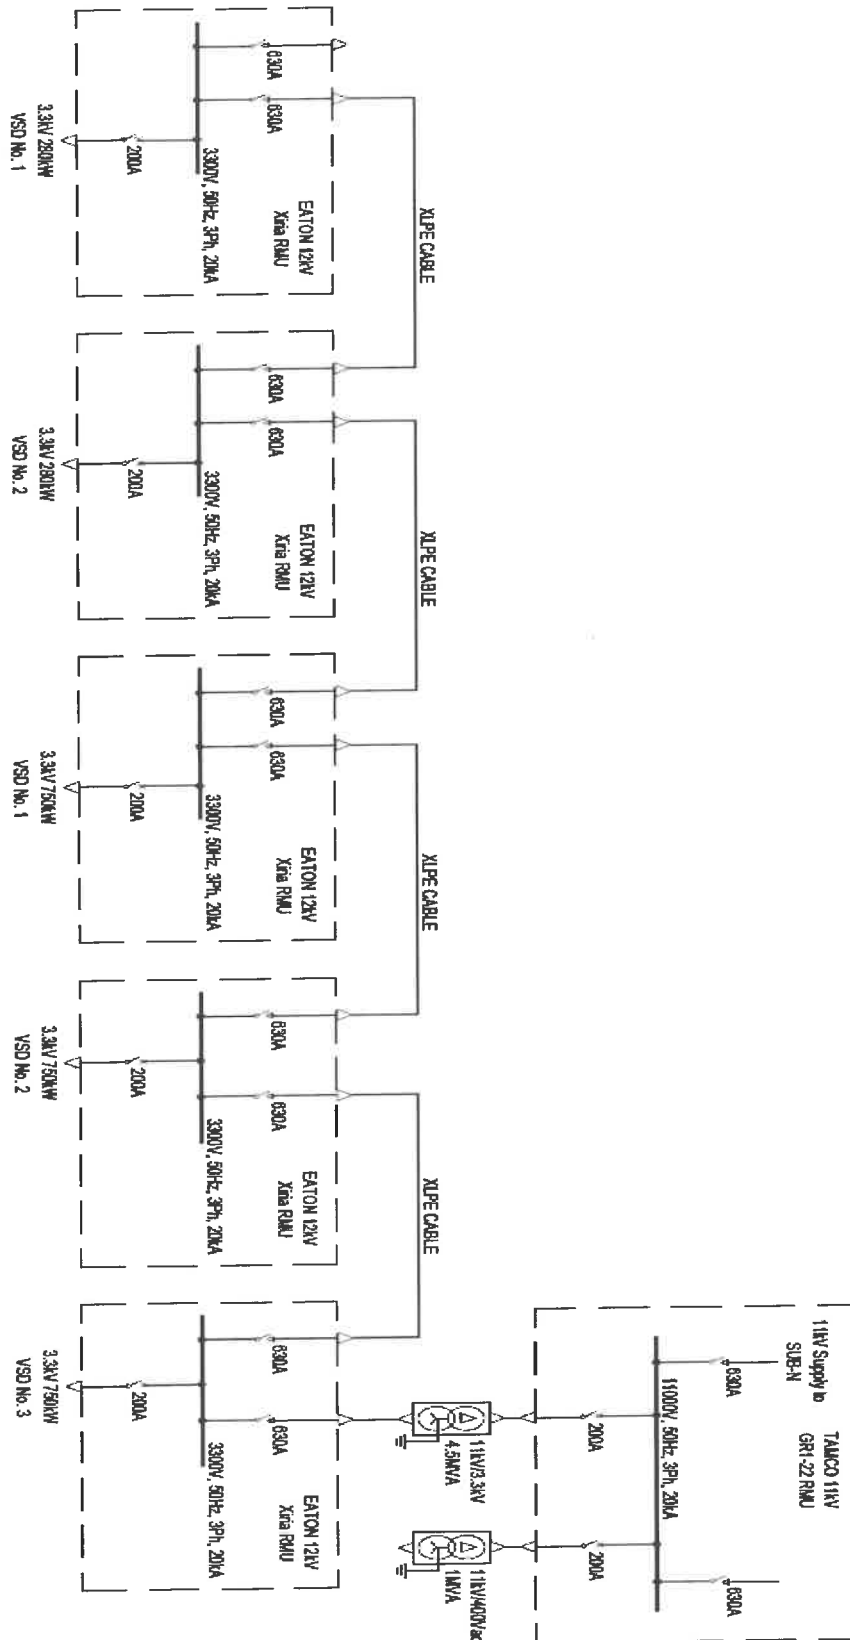 11kV Supply to
SUB-N
TAMCO 11kV
GR1-22 RMU
630A
630A
11000V, 50Hz, 3Ph, 20kA
200A
200A
11kV/3.3kV
4.5MVA
11kV/400Vac
1MVA
XLPE CABLE
XLPE CABLE
XLPE CABLE
XLPE CABLE
630A
630A
EATON 12kV
Xiria RMU
3300V, 50Hz, 3Ph, 20kA
200A
3.3kV 280kW
VSD No. 1
630A
630A
EATON 12kV
Xiria RMU
3300V, 50Hz, 3Ph, 20kA
200A
3.3kV 280kW
VSD No. 2
630A
630A
EATON 12kV
Xiria RMU
3300V, 50Hz, 3Ph, 20kA
200A
3.3kV 750kW
VSD No. 1
630A
630A
EATON 12kV
Xiria RMU
3300V, 50Hz, 3Ph, 20kA
200A
3.3kV 750kW
VSD No. 2
630A
630A
EATON 12kV
Xiria RMU
3300V, 50Hz, 3Ph, 20kA
200A
3.3kV 750kW
VSD No. 3